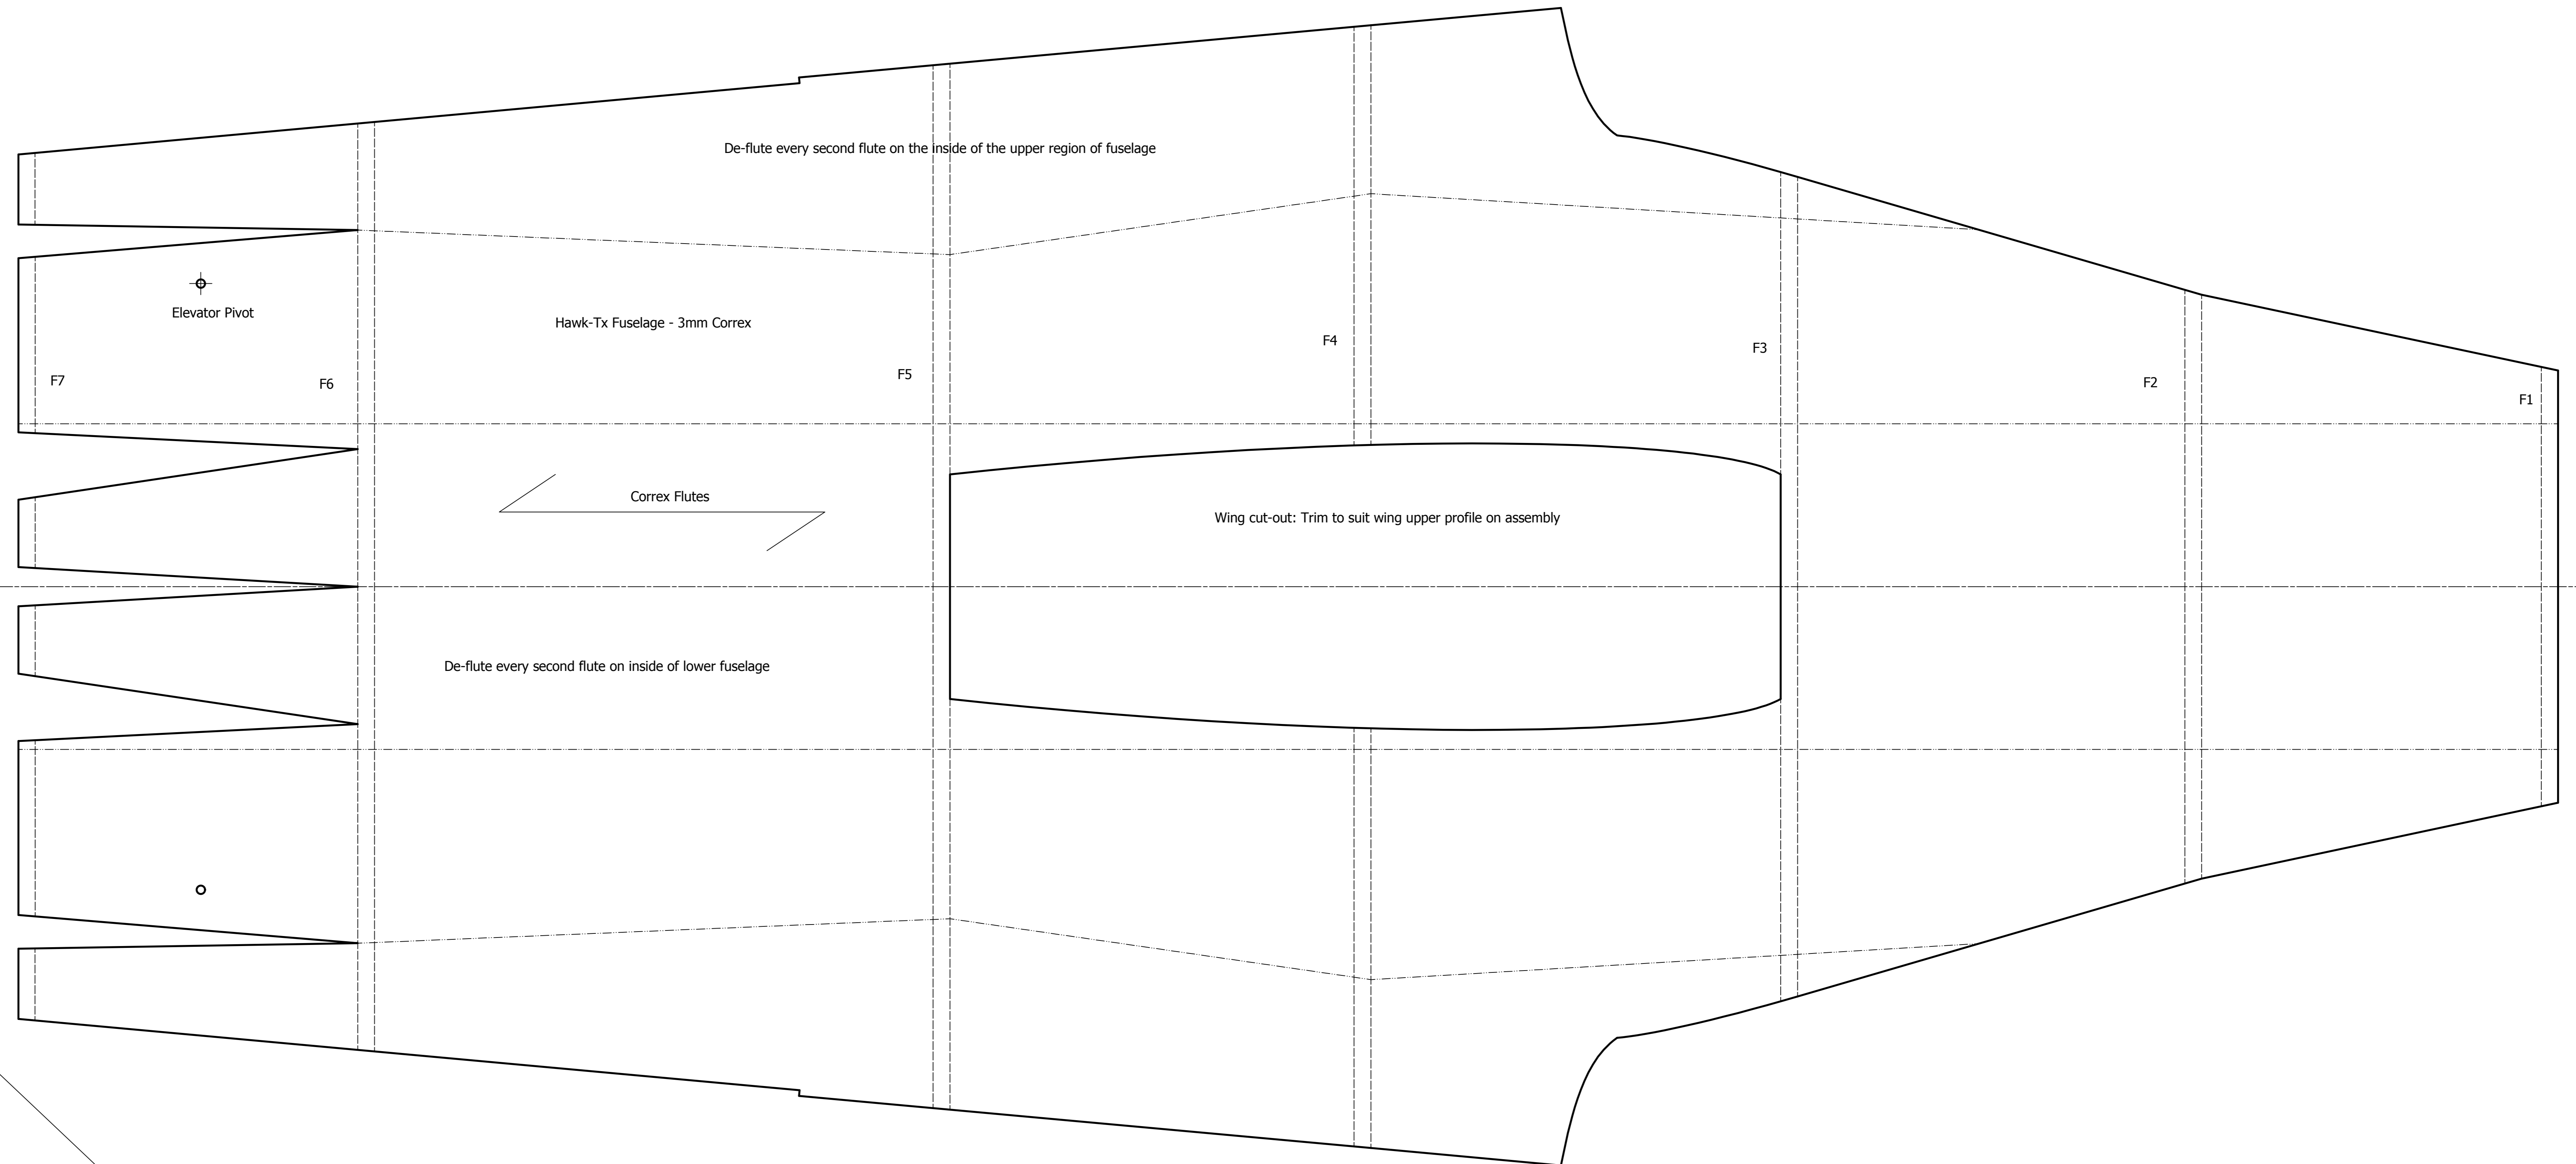 De-flute every second flute on the inside of the upper region of fuselage
Elevator Pivot
Hawk-Tx Fuselage - 3mm Correx
F7
F6
F5
F4
F3
F2
F1
Correx Flutes
Wing cut-out: Trim to suit wing upper profile on assembly
De-flute every second flute on inside of lower fuselage